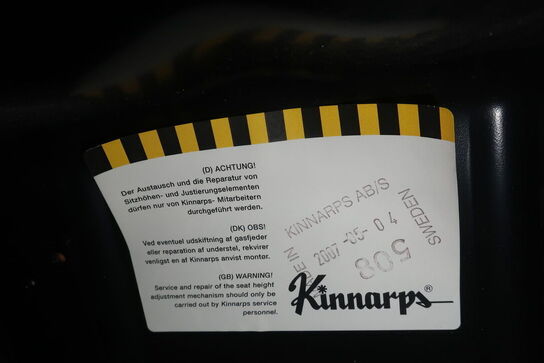 (D) ACHTUNG!
Der Austausch und die Reparatur von
Sitzhöhen- und Justierungselementen
dürfen nur von Kinnarps- Mitarbeitern
durchgeführt werden.
(DK) OBS!
Ved eventuel udskiftning af gasfjeder
eller reparation af understel, rekvirer
venligst en af Kinnarps anvist montør.
(GB) WARNING!
Service and repair of the seat height
adjustment mechanism should only be
carried out by Kinnarps service
personnel.
KINNARPS AB/S
IN
SWEDEN
2007-05-04
508
Kinnarps®